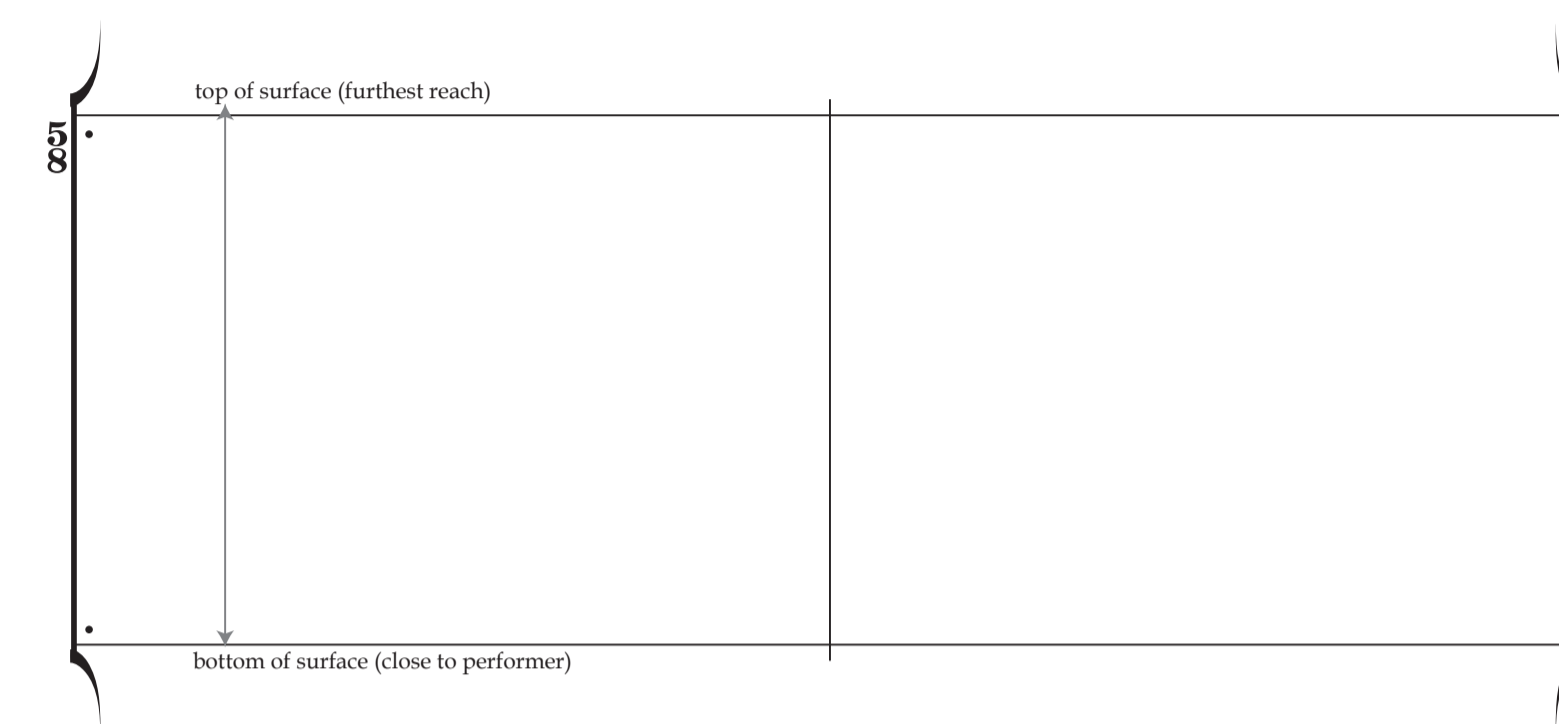 top of surface (furthest reach)
5
8
bottom of surface (close to performer)